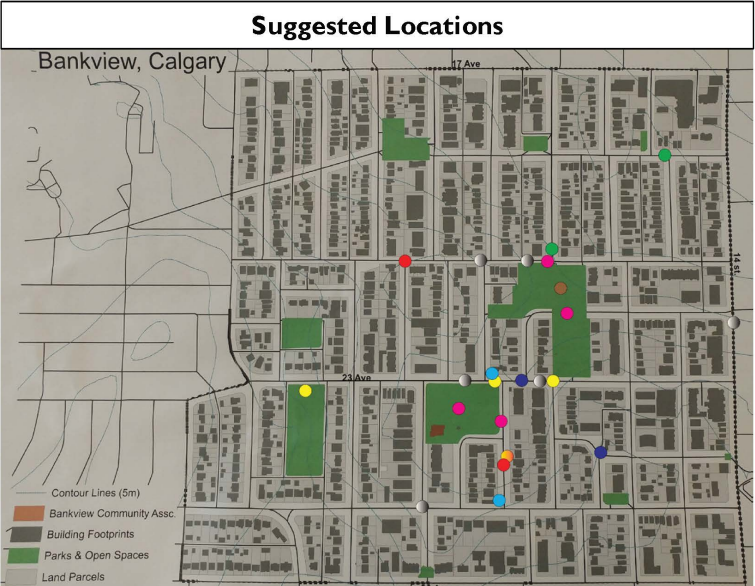 Suggested Locations
Bankview, Calgary
17 Ave
14 st.
23 Ave
Contour Lines (5m)
Bankview Community Assc.
Building Footprints
Parks & Open Spaces
Land Parcels